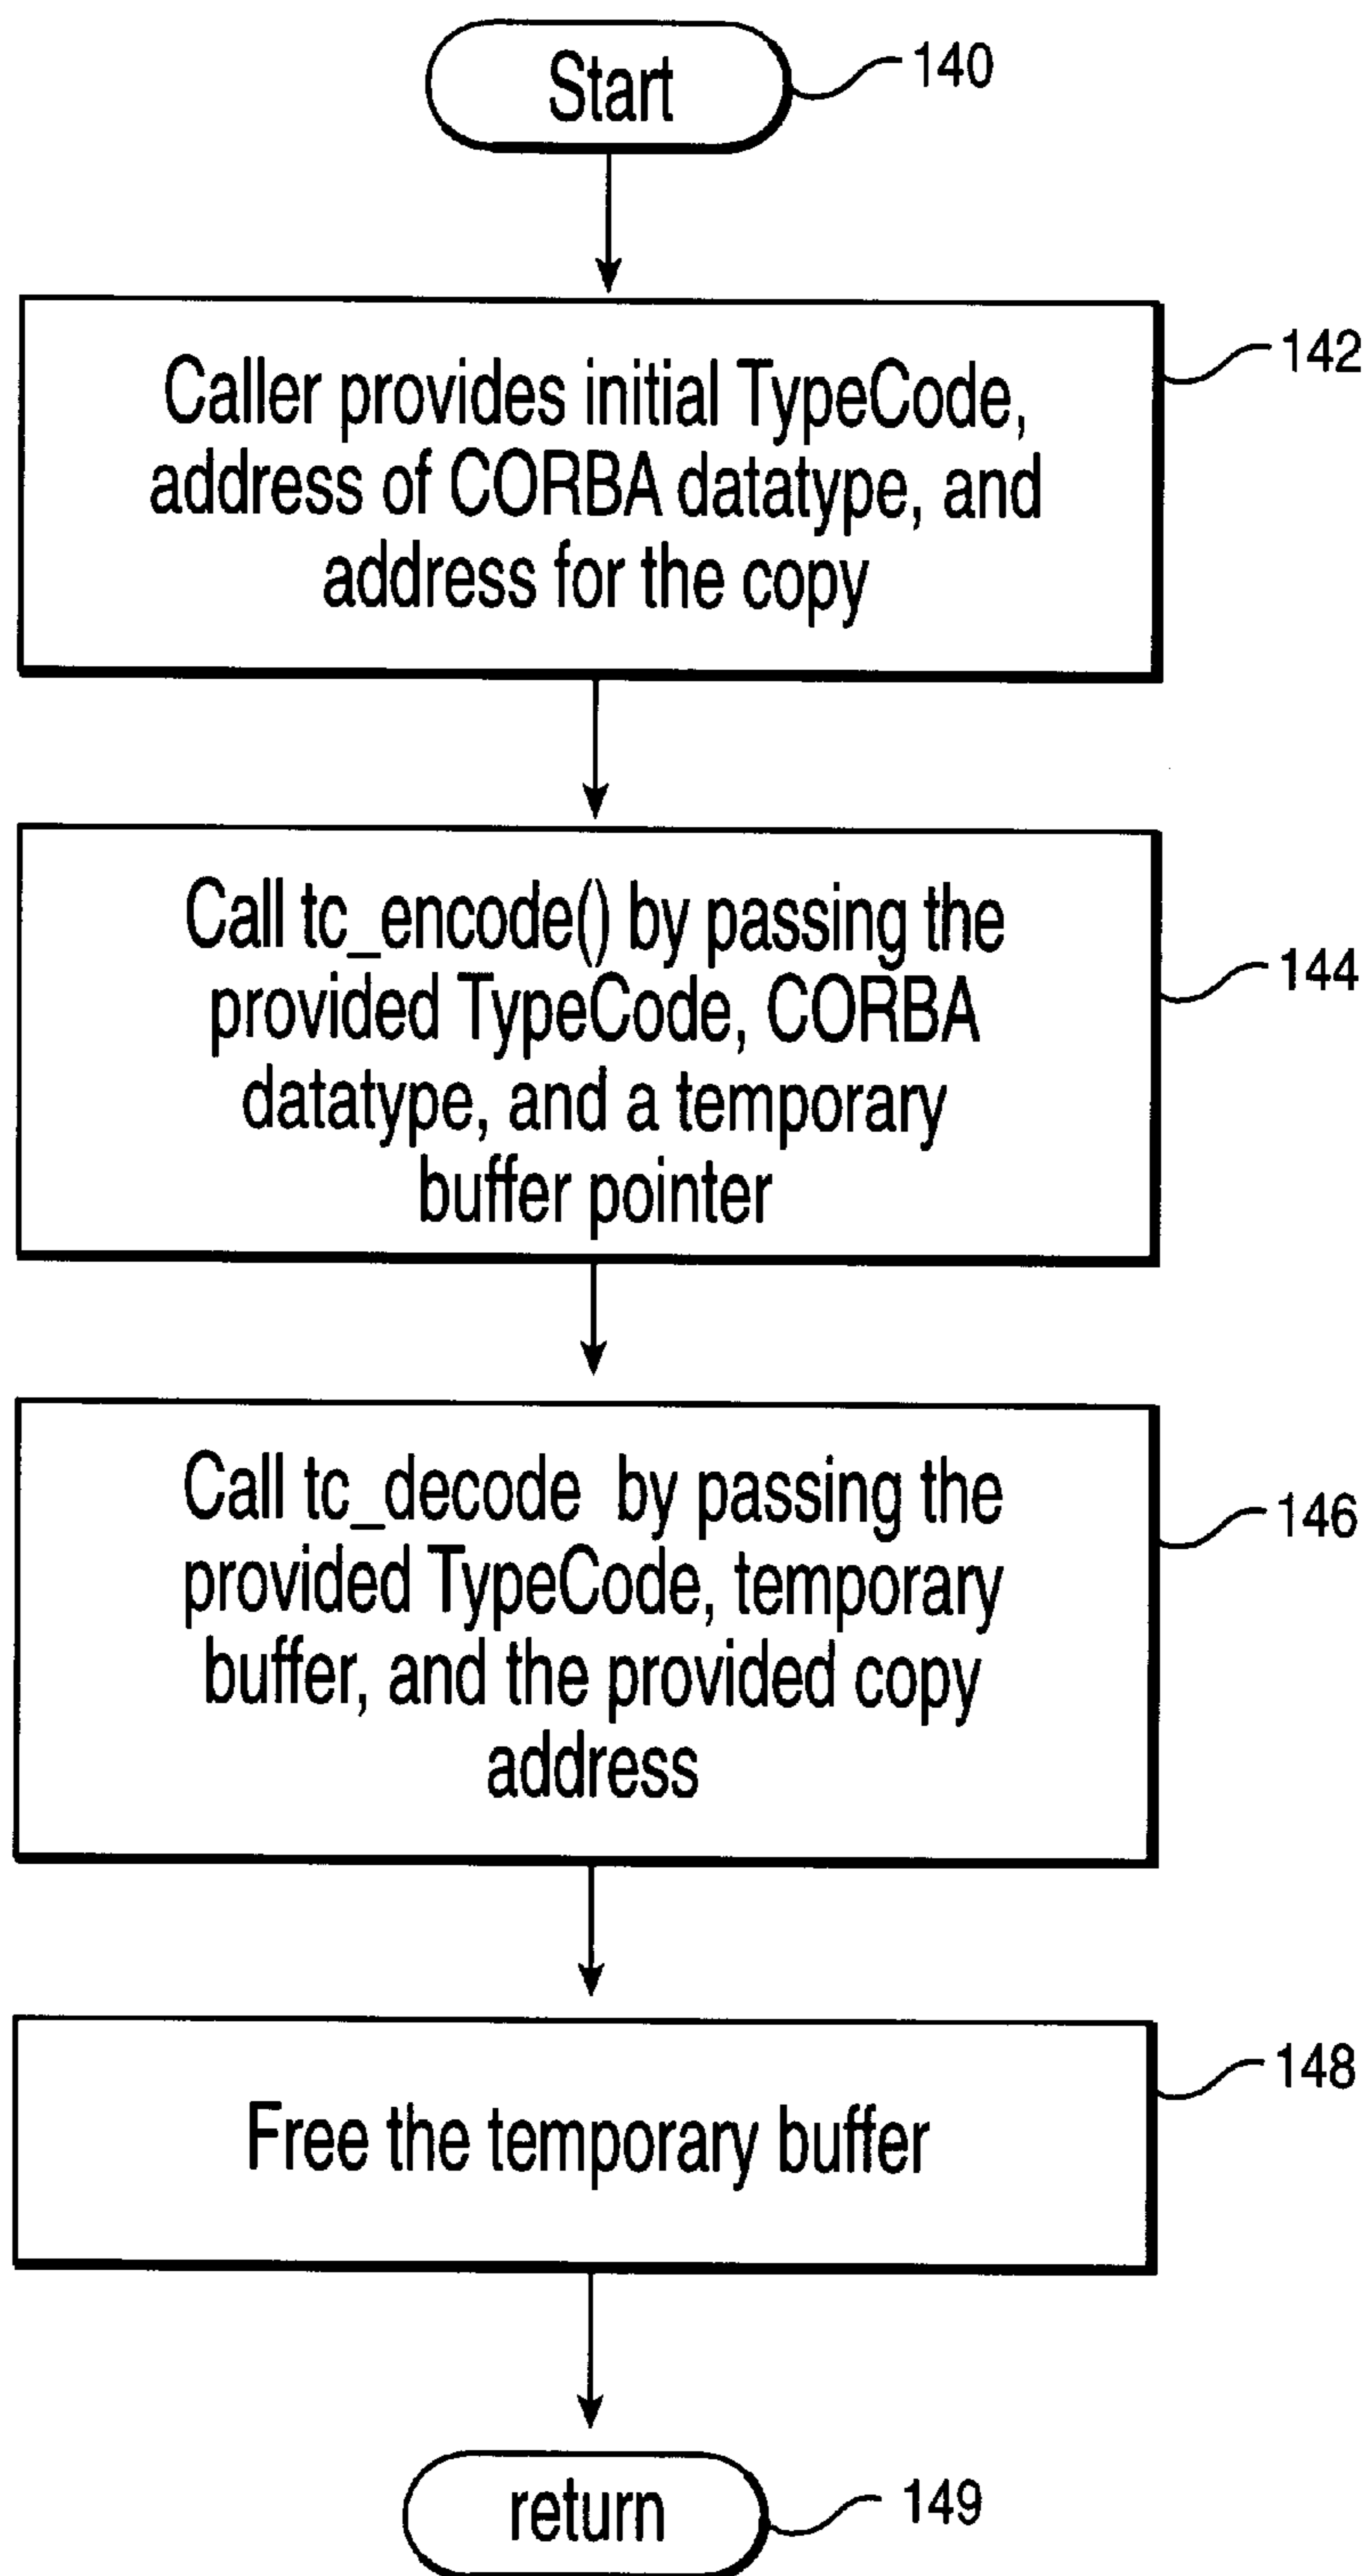 Start
140
Caller provides initial TypeCode,
address of CORBA datatype, and
address for the copy
142
Call tc_encode() by passing the
provided TypeCode, CORBA
datatype, and a temporary
buffer pointer
144
Call tc_decode by passing the
provided TypeCode, temporary
buffer, and the provided copy
address
146
Free the temporary buffer
148
return
149